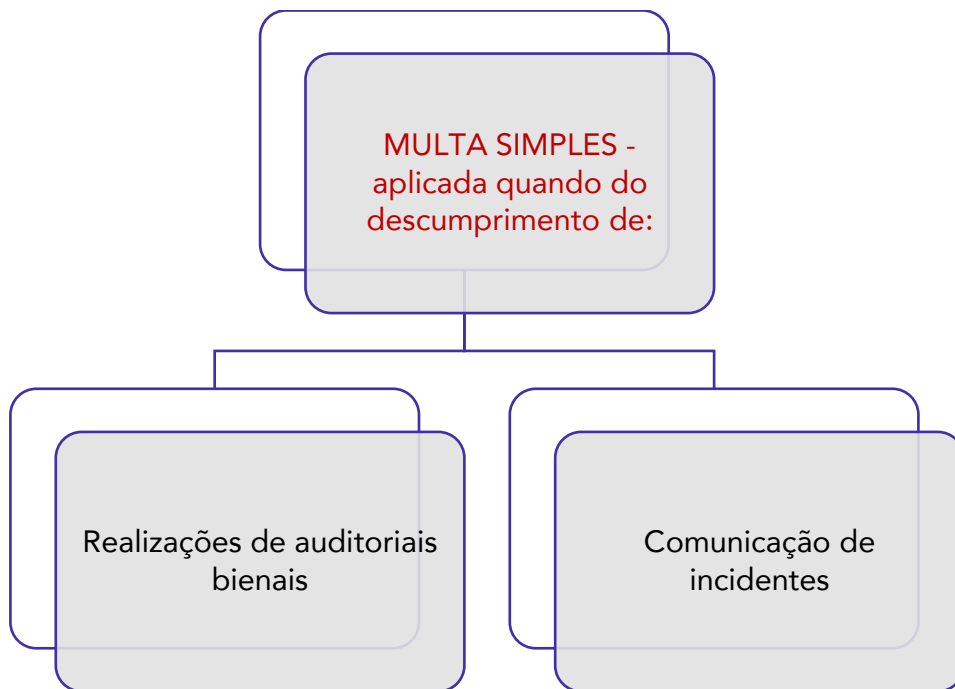 MULTA SIMPLES -
aplicada quando do
descumprimento de:
Realizações de auditoriais
bienais
Comunicação de
incidentes